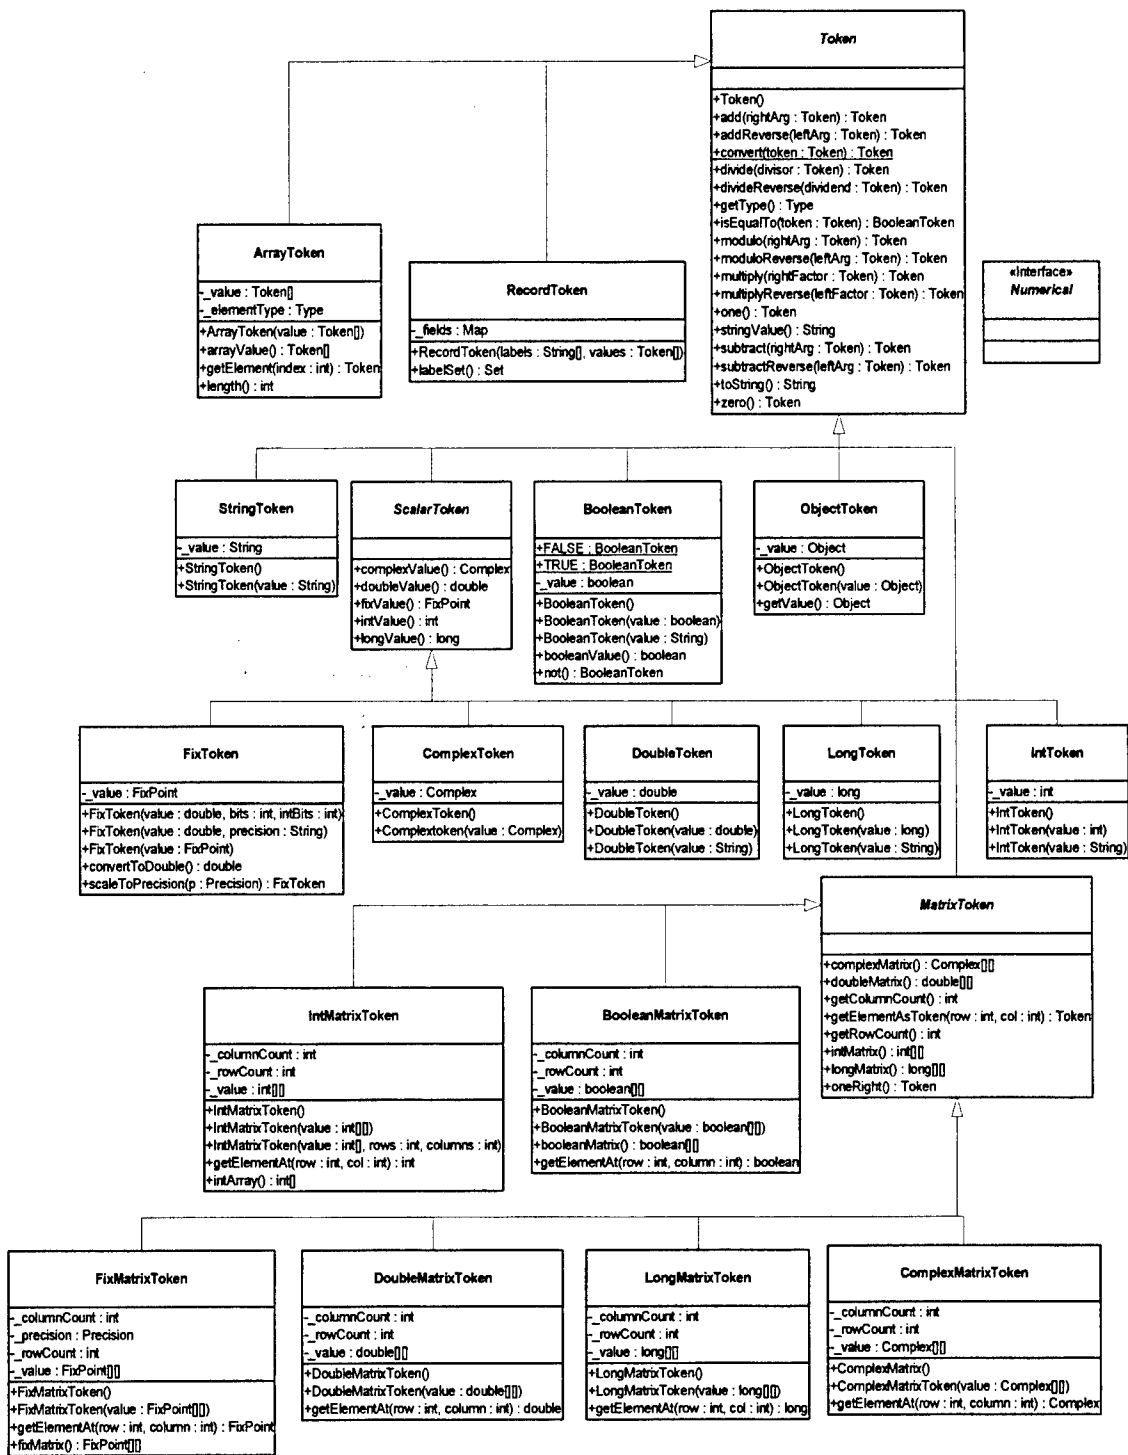 Token
+Token()
+add(rightArg : Token) : Token
+addReverse(leftArg : Token) : Token
+convert(token : Token) : Token
+divide(divisor : Token) : Token
+divideReverse(dividend : Token) : Token
+getType() : Type
+isEqualTo(token : Token) : BooleanToken
+modulo(rightArg : Token) : Token
+moduloReverse(leftArg : Token) : Token
+multiply(rightFactor : Token) : Token
+multiplyReverse(leftFactor : Token) : Token
+one() : Token
+stringValue() : String
+subtract(rightArg : Token) : Token
+subtractReverse(leftArg : Token) : Token
+toString() : String
+zero() : Token
ArrayToken
-_value : Token[]
-_elementType : Type
+ArrayToken(value : Token[])
+arrayValue() : Token[]
+getElement(index : int) : Token
+length() : int
RecordToken
-_fields : Map
+RecordToken(labels : String[], values : Token[])
+labelSet() : Set
«Interface»
Numerical
StringToken
-_value : String
+StringToken()
+StringToken(value : String)
ScalarToken
+complexValue() : Complex
+doubleValue() : double
+fixValue() : FixPoint
+intValue() : int
+longValue() : long
BooleanToken
+FALSE : BooleanToken
+TRUE : BooleanToken
-_value : boolean
+BooleanToken()
+BooleanToken(value : boolean)
+BooleanToken(value : String)
+booleanValue() : boolean
+not() : BooleanToken
ObjectToken
-_value : Object
+ObjectToken()
+ObjectToken(value : Object)
+getValue() : Object
FixToken
-_value : FixPoint
+FixToken(value : double, bits : int, intBits : int)
+FixToken(value : double, precision : String)
+FixToken(value : FixPoint)
+convertToDouble() : double
+scaleToPrecision(p : Precision) : FixToken
ComplexToken
-_value : Complex
+ComplexToken()
+Complextoken(value : Complex)
DoubleToken
-_value : double
+DoubleToken()
+DoubleToken(value : double)
+DoubleToken(value : String)
LongToken
-_value : long
+LongToken()
+LongToken(value : long)
+LongToken(value : String)
IntToken
-_value : int
+IntToken()
+IntToken(value : int)
+IntToken(value : String)
MatrixToken
+complexMatrix() : Complex[][]
+doubleMatrix() : double[][]
+getColumnCount() : int
+getElementAsToken(row : int, col : int) : Token
+getRowCount() : int
+intMatrix() : int[][]
+longMatrix() : long[][]
+oneRight() : Token
IntMatrixToken
-_columnCount : int
-_rowCount : int
-_value : int[][]
+IntMatrixToken()
+IntMatrixToken(value : int[][])
+IntMatrixToken(value : int[], rows : int, columns : int)
+getElementAt(row : int, col : int) : int
+intArray() : int[]
BooleanMatrixToken
-_columnCount : int
-_rowCount : int
-_value : boolean[][]
+BooleanMatrixToken()
+BooleanMatrixToken(value : boolean[][])
+booleanMatrix() : boolean[][]
+getElementAt(row : int, column : int) : boolean
FixMatrixToken
-_columnCount : int
-_precision : Precision
-_rowCount : int
-_value : FixPoint[][]
+FixMatrixToken()
+FixMatrixToken(value : FixPoint[][])
+getElementAt(row : int, column : int) : FixPoint
+fixMatrix() : FixPoint[][]
DoubleMatrixToken
-_columnCount : int
-_rowCount : int
-_value : double[][]
+DoubleMatrixToken()
+DoubleMatrixToken(value : double[][])
+getElementAt(row : int, column : int) : double
LongMatrixToken
-_columnCount : int
-_rowCount : int
-_value : long[][]
+LongMatrixToken()
+LongMatrixToken(value : long[][])
+getElementAt(row : int, col : int) : long
ComplexMatrixToken
-_columnCount : int
-_rowCount : int
-_value : Complex[][]
+ComplexMatrix()
+ComplexMatrixToken(value : Complex[][])
+getElementAt(row : int, column : int) : Complex